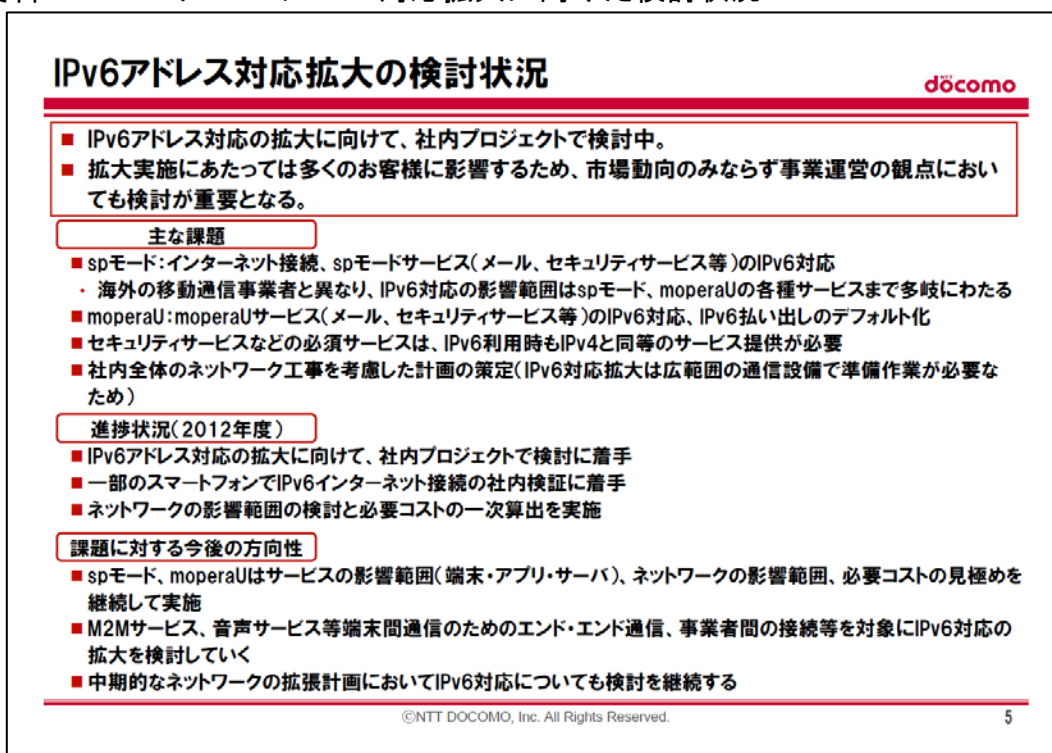 IPv6アドレス対応拡大の検討状況
NTT
döcomo
■ IPv6アドレス対応の拡大に向けて、社内プロジェクトで検討中。
■ 拡大実施にあたっては多くのお客様に影響するため、市場動向のみならず事業運営の観点におい
ても検討が重要となる。
主な課題
■ spモード:インターネット接続、spモードサービス(メール、セキュリティサービス等)のIPv6対応
・ 海外の移動通信事業者と異なり、IPv6対応の影響範囲はspモード、moperaUの各種サービスまで多岐にわたる
■ moperaU:moperaUサービス(メール、セキュリティサービス等)のIPv6対応、IPv6払い出しのデフォルト化
■ セキュリティサービスなどの必須サービスは、IPv6利用時もIPv4と同等のサービス提供が必要
■ 社内全体のネットワーク工事を考慮した計画の策定(IPv6対応拡大は広範囲の通信設備で準備作業が必要な
ため)
進捗状況(2012年度)
■ IPv6アドレス対応の拡大に向けて、社内プロジェクトで検討に着手
■ 一部のスマートフォンでIPv6インターネット接続の社内検証に着手
■ ネットワークの影響範囲の検討と必要コストの一次算出を実施
課題に対する今後の方向性
■ spモード、moperaUはサービスの影響範囲(端末・アプリ・サーバ)、ネットワークの影響範囲、必要コストの見極めを
継続して実施
■ M2Mサービス、音声サービス等端末間通信のためのエンド・エンド通信、事業者間の接続等を対象にIPv6対応の
拡大を検討していく
■ 中期的なネットワークの拡張計画においてIPv6対応についても検討を継続する
©NTT DOCOMO, Inc. All Rights Reserved.
5